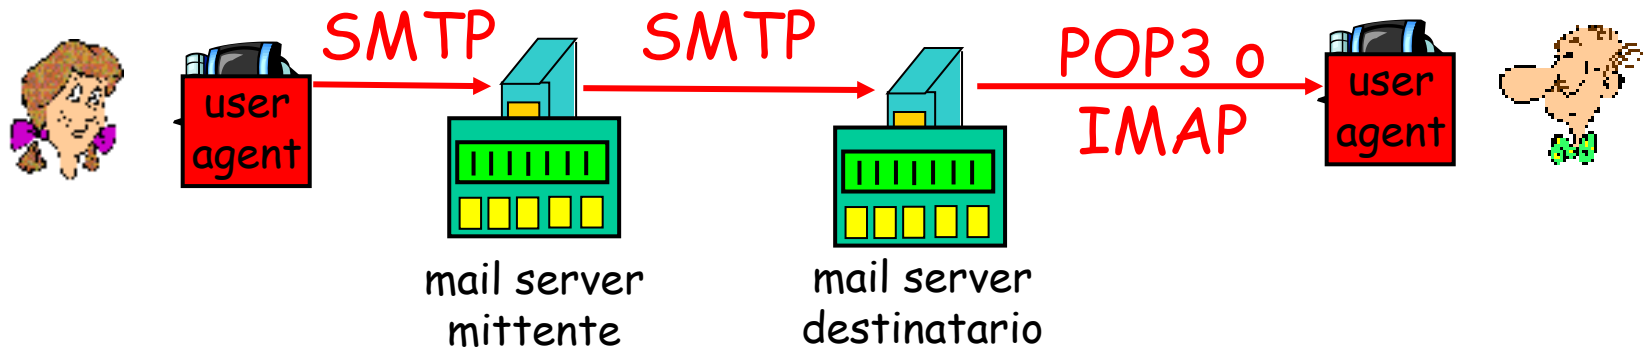 SMTP
SMTP
POP3 o
IMAP
user
agent
user
agent
mail server
mittente
mail server
destinatario